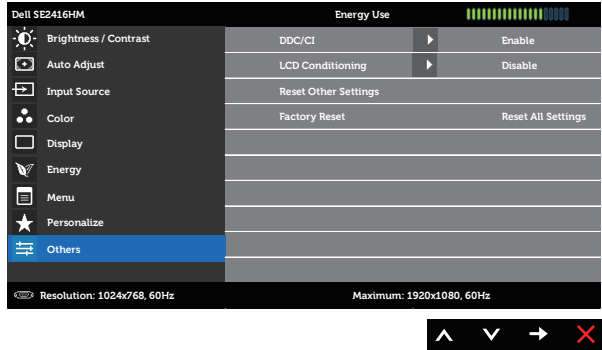 Dell SE2416HM Energy Use
Brightness / Contrast DDC/CI Enable
Auto Adjust LCD Conditioning Disable
Input Source Reset Other Settings
Color Factory Reset Reset All Settings
Display
Energy
Menu
Personalize
Others
Resolution: 1024x768, 60Hz Maximum: 1920x1080, 60Hz